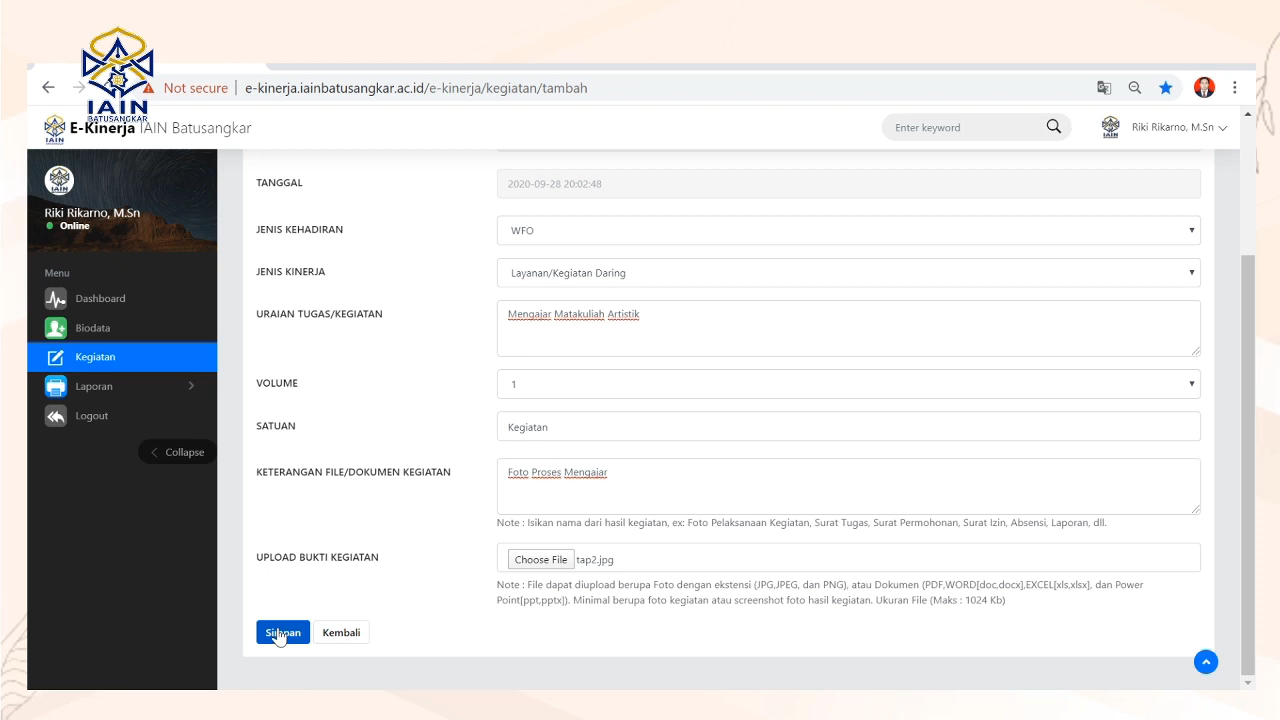 IAIN
BATUSANGKAR
Not secure | e-kinerja.iainbatusangkar.ac.id/e-kinerja/kegiatan/tambah
IAIN
E-Kinerja IAIN Batusangkar
Enter keyword
IAIN
Riki Rikarno, M.Sn
IAIN
Riki Rikarno, M.Sn
Online
Menu
Dashboard
Biodata
Kegiatan
Laporan
Logout
Collapse
TANGGAL
2020-09-28 20:02:48
JENIS KEHADIRAN
WFO
JENIS KINERJA
Layanan/Kegiatan Daring
URAIAN TUGAS/KEGIATAN
Mengajar Matakuliah Artistik
VOLUME
1
SATUAN
Kegiatan
KETERANGAN FILE/DOKUMEN KEGIATAN
Foto Proses Mengajar
Note : Isikan nama dari hasil kegiatan, ex: Foto Pelaksanaan Kegiatan, Surat Tugas, Surat Permohonan, Surat Izin, Absensi, Laporan, dll.
UPLOAD BUKTI KEGIATAN
Choose File tap2.jpg
Note : File dapat diupload berupa Foto dengan ekstensi (JPG,JPEG, dan PNG), atau Dokumen (PDF,WORD[doc,docx],EXCEL[xls,xlsx], dan Power
Point[ppt,pptx]). Minimal berupa foto kegiatan atau screenshot foto hasil kegiatan. Ukuran File (Maks : 1024 Kb)
Simpan
Kembali